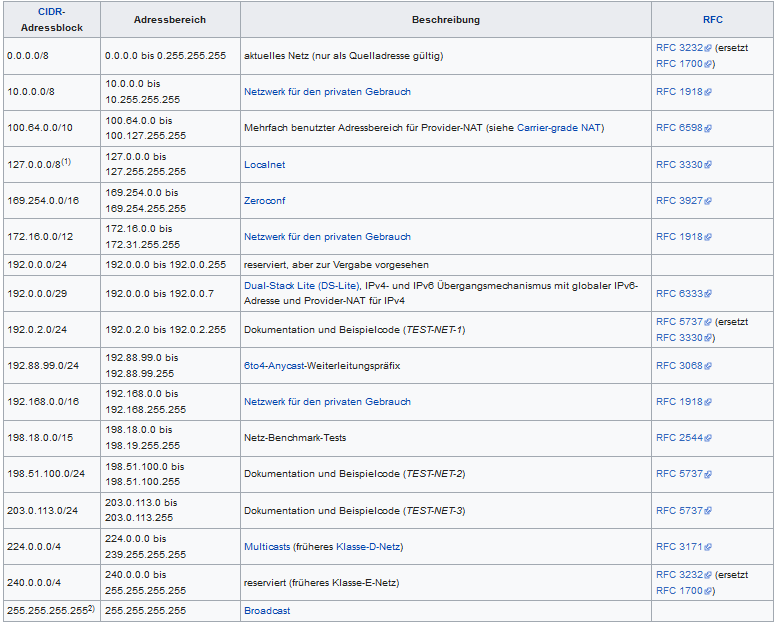 CIDR-
Adressblock
Adressbereich
Beschreibung
RFC
0.0.0.0/8
0.0.0.0 bis 0.255.255.255
aktuelles Netz (nur als Quelladresse gültig)
RFC 3232 (ersetzt
RFC 1700)
10.0.0.0/8
10.0.0.0 bis
10.255.255.255
Netzwerk für den privaten Gebrauch
RFC 1918
100.64.0.0/10
100.64.0.0 bis
100.127.255.255
Mehrfach benutzter Adressbereich für Provider-NAT (siehe Carrier-grade NAT)
RFC 6598
127.0.0.0/8(1)
127.0.0.0 bis
127.255.255.255
Localnet
RFC 3330
169.254.0.0/16
169.254.0.0 bis
169.254.255.255
Zeroconf
RFC 3927
172.16.0.0/12
172.16.0.0 bis
172.31.255.255
Netzwerk für den privaten Gebrauch
RFC 1918
192.0.0.0/24
192.0.0.0 bis 192.0.0.255
reserviert, aber zur Vergabe vorgesehen
192.0.0.0/29
192.0.0.0 bis 192.0.0.7
Dual-Stack Lite (DS-Lite), IPv4- und IPv6 Übergangsmechanismus mit globaler IPv6-
Adresse und Provider-NAT für IPv4
RFC 6333
192.0.2.0/24
192.0.2.0 bis 192.0.2.255
Dokumentation und Beispielcode (TEST-NET-1)
RFC 5737 (ersetzt
RFC 3330)
192.88.99.0/24
192.88.99.0 bis
192.88.99.255
6to4-Anycast-Weiterleitungspräfix
RFC 3068
192.168.0.0/16
192.168.0.0 bis
192.168.255.255
Netzwerk für den privaten Gebrauch
RFC 1918
198.18.0.0/15
198.18.0.0 bis
198.19.255.255
Netz-Benchmark-Tests
RFC 2544
198.51.100.0/24
198.51.100.0 bis
198.51.100.255
Dokumentation und Beispielcode (TEST-NET-2)
RFC 5737
203.0.113.0/24
203.0.113.0 bis
203.0.113.255
Dokumentation und Beispielcode (TEST-NET-3)
RFC 5737
224.0.0.0/4
224.0.0.0 bis
239.255.255.255
Multicasts (früheres Klasse-D-Netz)
RFC 3171
240.0.0.0/4
240.0.0.0 bis
255.255.255.255
reserviert (früheres Klasse-E-Netz)
RFC 3232 (ersetzt
RFC 1700)
255.255.255.2552)
255.255.255.255
Broadcast